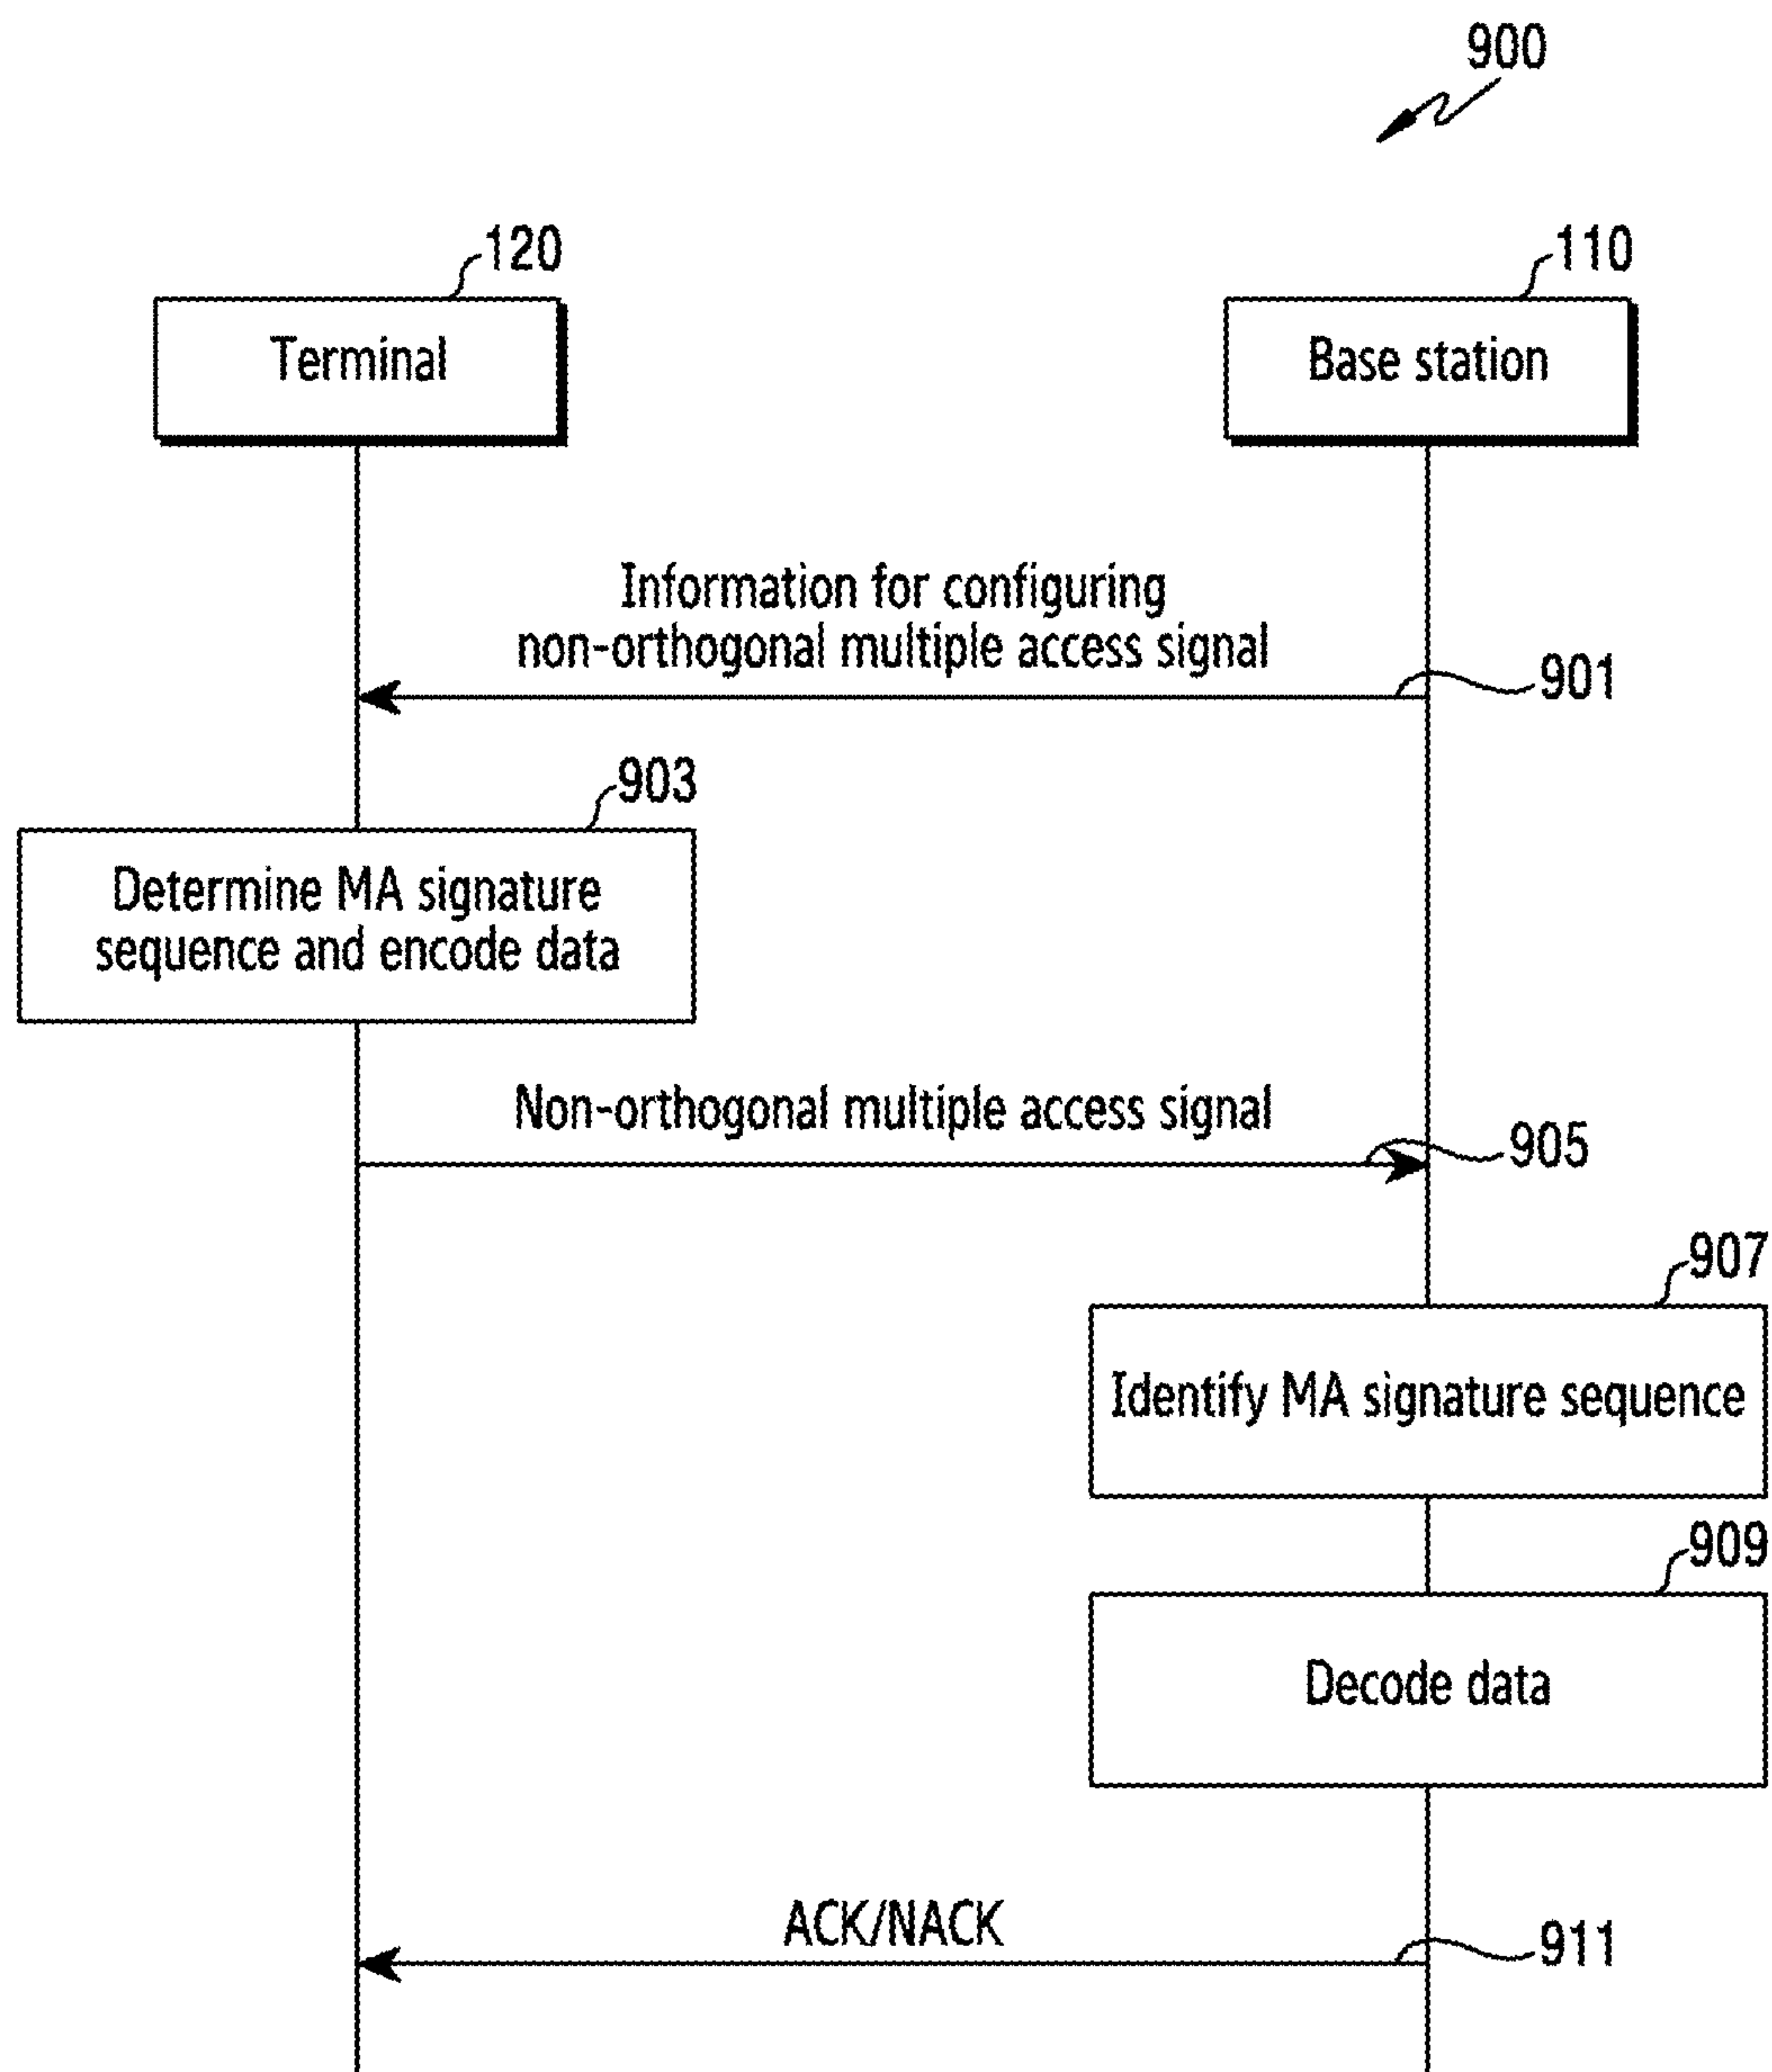 900
120
110
Terminal
Base station
Information for configuring
non-orthogonal multiple access signal
901
903
Determine MA signature
sequence and encode data
Non-orthogonal multiple access signal
905
907
Identify MA signature sequence
909
Decode data
ACK/NACK
911